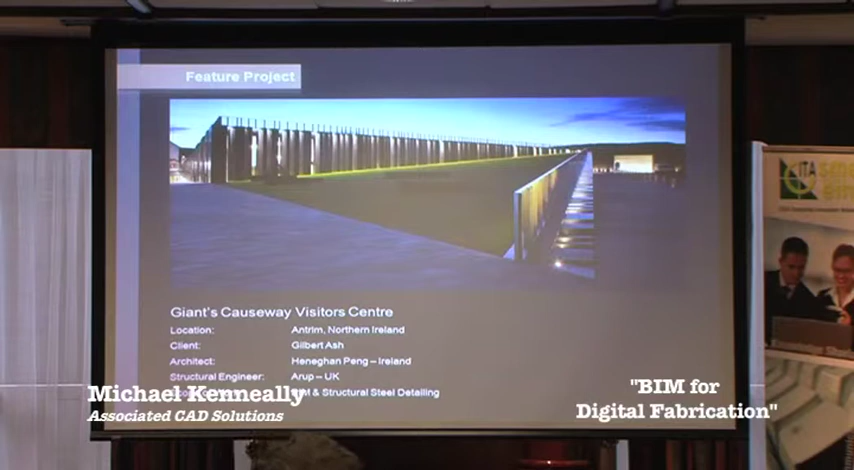 Feature Project
Giant's Causeway Visitors Centre
Location: Antrim, Northern Ireland
Client: Gilbert Ash
Architect: Heneghan Peng – Ireland
Structural Engineer: Arup – UK
& Structural Steel Detailing
Michael Kenneally
Associated CAD Solutions
"BIM for
Digital Fabrication"
CITA